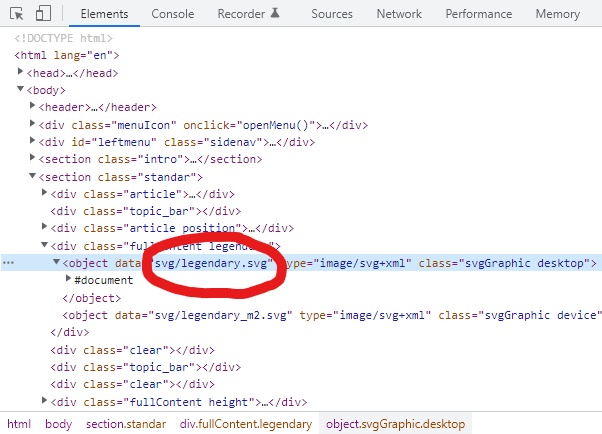 Elements Console Recorder Sources Network Performance Memory
<!DOCTYPE html>
<html lang="en">
<head>…</head>
<body>
<header>…</header>
<div class="menuIcon" onclick="openMenu()">…</div>
<div id="leftmenu" class="sidenav">…</div>
<section class="intro">…</section>
<section class="standar">
<div class="article">…</div>
<div class="topic_bar"></div>
<div class="article position">…</div>
<div class="fullContent legendary">
… <object data="svg/legendary.svg" type="image/svg+xml" class="svgGraphic desktop">
#document
</object>
<object data="svg/legendary_m2.svg" type="image/svg+xml" class="svgGraphic device"
</div>
<div class="clear"></div>
<div class="topic_bar"></div>
<div class="clear"></div>
<div class="fullContent height">…</div>
html body section.standar div.fullContent.legendary object.svgGraphic.desktop